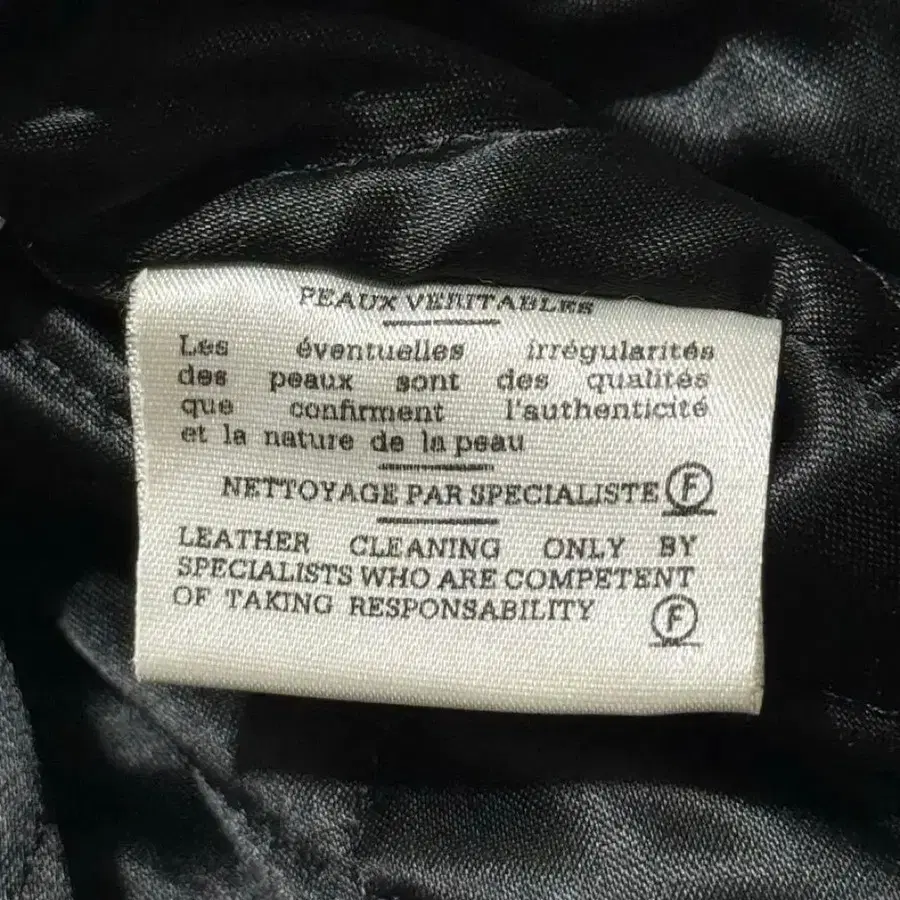 PEAUX VERITABLES
Les éventuelles irrégularités
des peaux sont des qualités
que confirment l'authenticité
et la nature de la peau
NETTOYAGE PAR SPECIALISTE F
LEATHER CLEANING ONLY BY
SPECIALISTS WHO ARE COMPETENT
OF TAKING RESPONSABILITY F